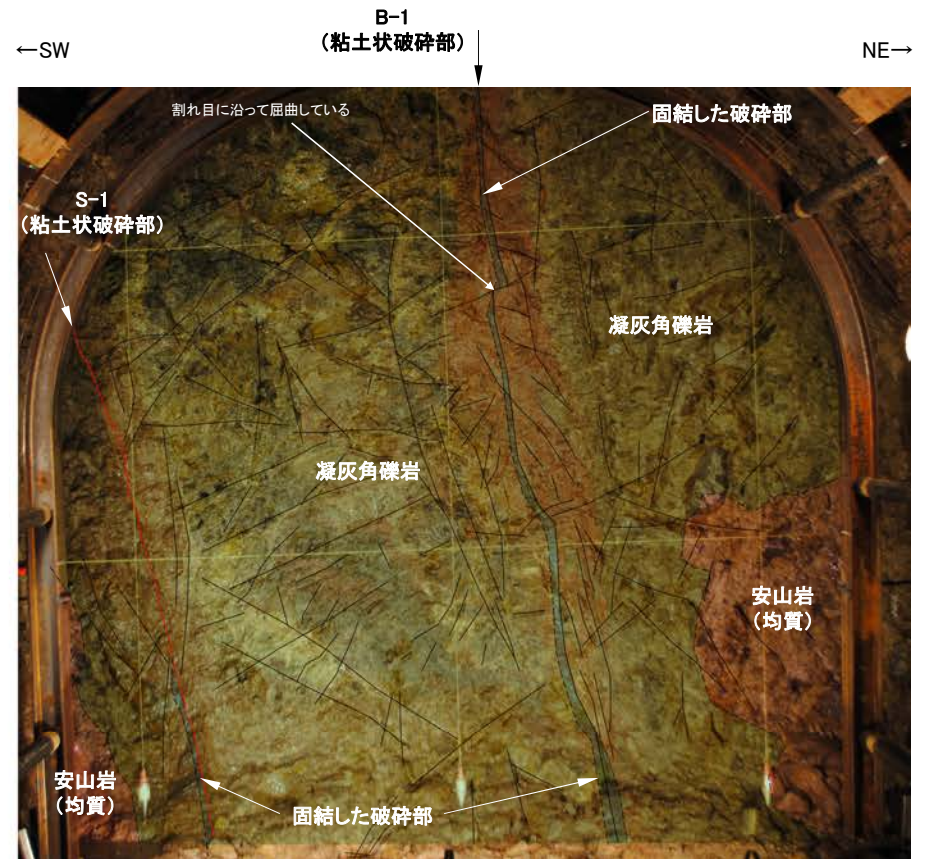 B-1
(粘土状破砕部)
←SW
NE→
割れ目に沿って屈曲している
固結した破砕部
S-1
(粘土状破砕部)
凝灰角礫岩
凝灰角礫岩
安山岩
(均質)
安山岩
(均質)
固結した破砕部